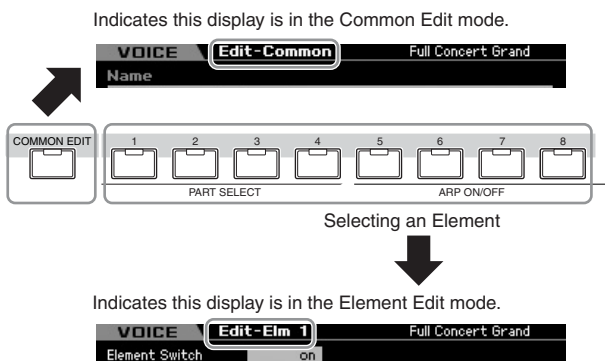 Indicates this display is in the Common Edit mode.
VOICE Edit-Common Full Concert Grand
Name
COMMON EDIT 1 2 3 4 5 6 7 8
PART SELECT ARP ON/OFF
Selecting an Element
Indicates this display is in the Element Edit mode.
VOICE Edit-Elm 1 Full Concert Grand
Element Switch on